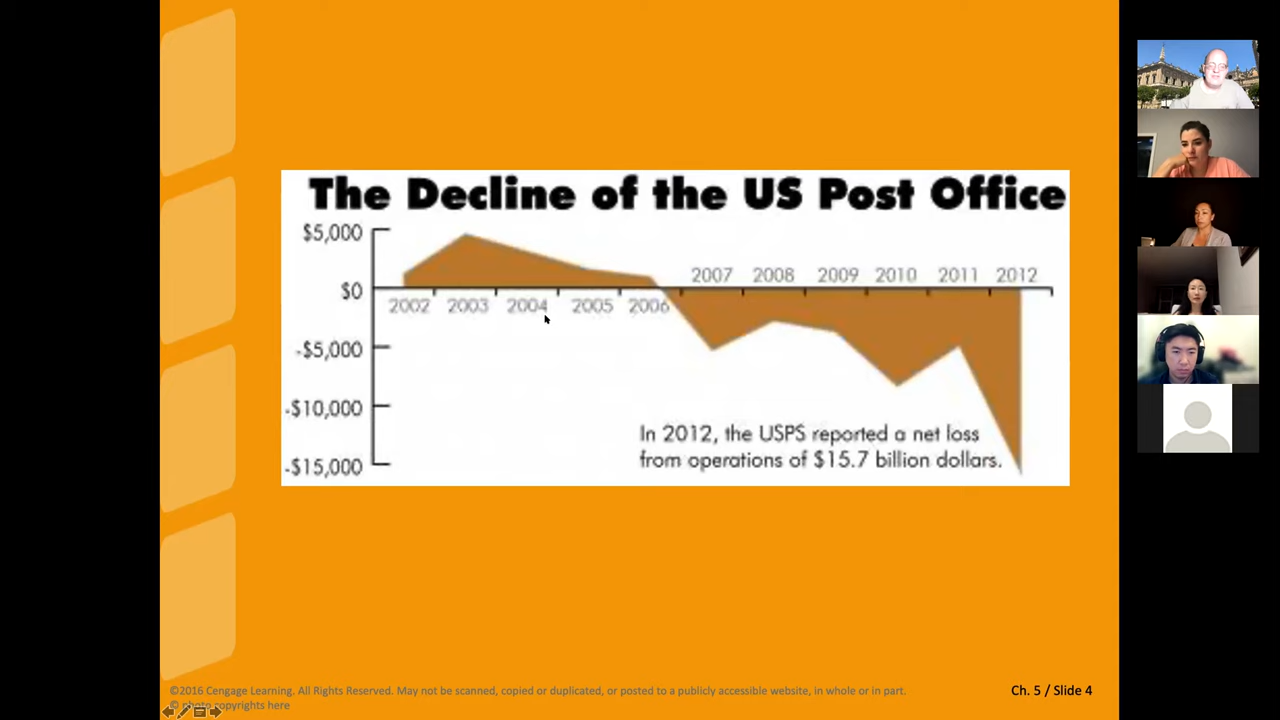 The Decline of the US Post Office
$5,000
2007 2008 2009 2010 2011 2012
$0
2002 2003 2004 2005 2006
-$5,000
-$10,000
In 2012, the USPS reported a net loss
from operations of $15.7 billion dollars.
-$15,000
©2016 Cengage Learning. All Rights Reserved. May not be scanned, copied or duplicated, or posted to a publicly accessible website, in whole or in part.
© photo copyrights here
Ch. 5 / Slide 4